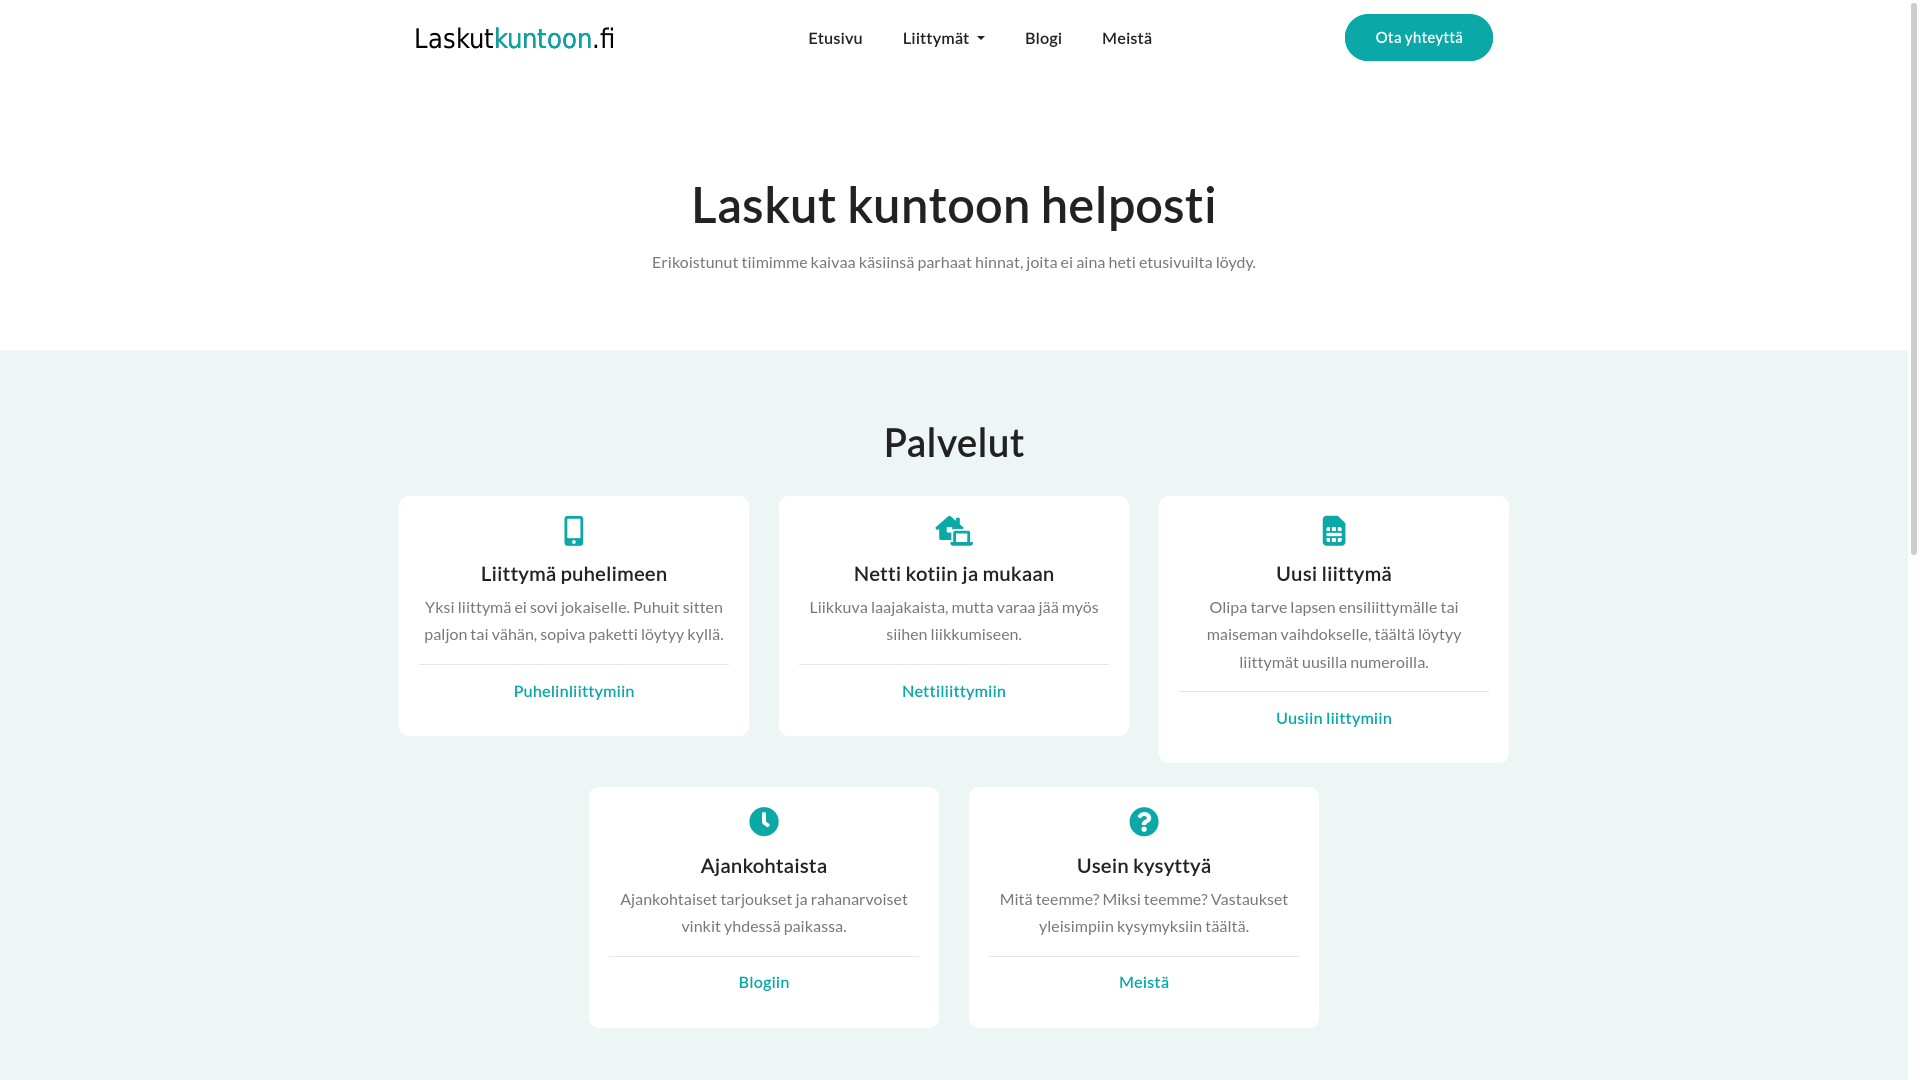 Laskutkuntoon.fi
Etusivu
Liittymät
Blogi
Meistä
Ota yhteyttä
Laskut kuntoon helposti
Erikoistunut tiimimme kaivaa käsiinsä parhaat hinnat, joita ei aina heti etusivuilta löydy.
Palvelut
Liittymä puhelimeen
Yksi liittymä ei sovi jokaiselle. Puhuit sitten
paljon tai vähän, sopiva paketti löytyy kyllä.
Puhelinliittymiin
Netti kotiin ja mukaan
Liikkuva laajakaista, mutta varaa jää myös
siihen liikkumiseen.
Nettiliittymiin
Uusi liittymä
Olipa tarve lapsen ensiliittymälle tai
maiseman vaihdokselle, täältä löytyy
liittymät uusilla numeroilla.
Uusiin liittymiin
Ajankohtaista
Ajankohtaiset tarjoukset ja rahanarvoiset
vinkit yhdessä paikassa.
Blogiin
Usein kysyttyä
Mitä teemme? Miksi teemme? Vastaukset
yleisimpiin kysymyksiin täältä.
Meistä